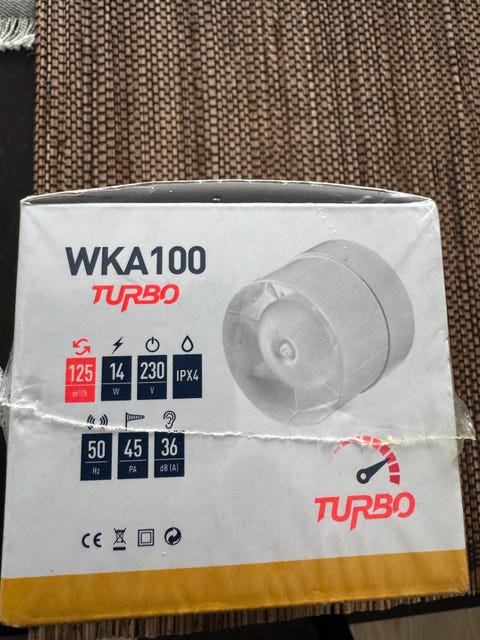 WKA100
TURBO
125 14 230 IPX4
m³/h W V
50 45 36
Hz PA dB(A)
CE
TURBO